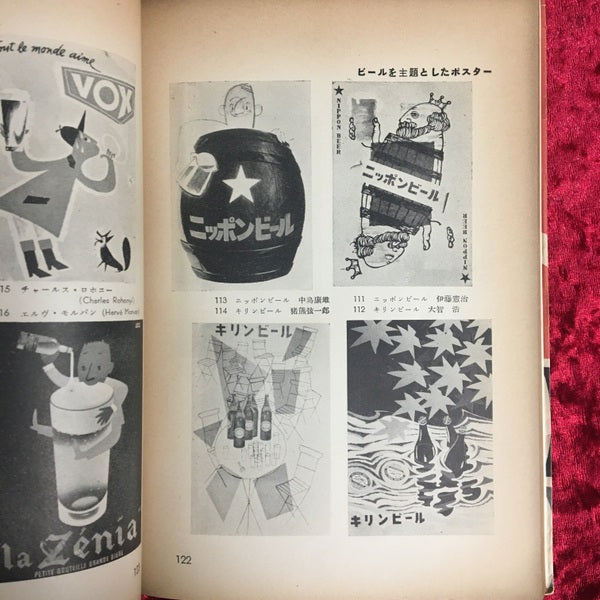 Tout le monde aime
VOX
15 チャールス・ロホニー
(Charles Rohonyi)
16 エルヴ・モルバン (Hervé Morvan)
la Zénia
PETITE BOUTEILLE GRANDE BIÈRE
ビールを主題としたポスター
ニッポンビール
NIPPON BEER
ニッポンビール
NIPPON BEER
113 ニッポンビール 中島廣雄
114 キリンビール 猪熊弦一郎
111 ニッポンビール 伊藤憲治
112 キリンビール 大智 浩
キリンビール
キリンビール
122